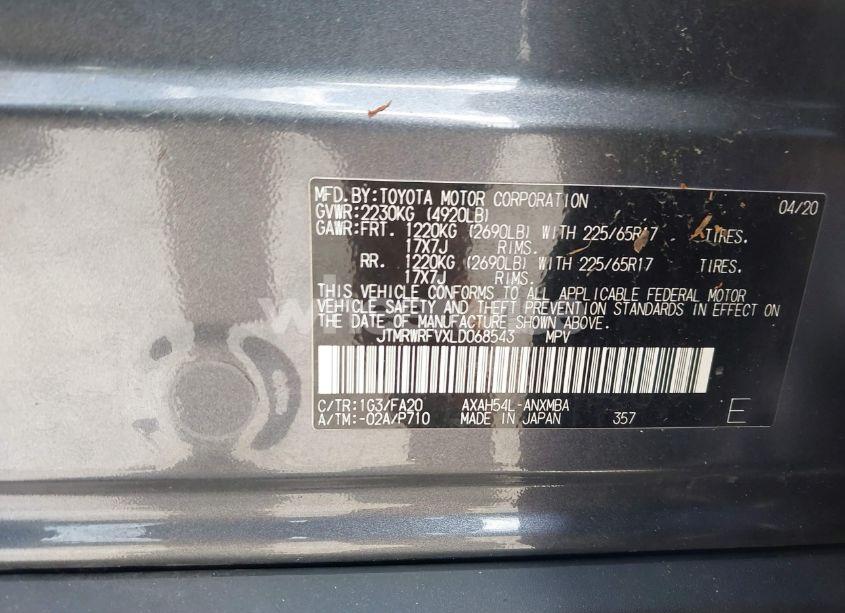 MFD.BY:TOYOTA MOTOR CORPORATION 04/20
GVWR:2230KG (4920LB)
GAWR:FRT. 1220KG (2690LB) WITH 225/65R17 TIRES.
17X7J RIMS.
RR. 1220KG (2690LB) WITH 225/65R17 TIRES.
17X7J RIMS.
THIS VEHICLE CONFORMS TO ALL APPLICABLE FEDERAL MOTOR
VEHICLE SAFETY AND THEFT PREVENTION STANDARDS IN EFFECT ON
THE DATE OF MANUFACTURE SHOWN ABOVE.
JTMRWRFVXLD068543 MPV
C/TR:1G3/FA20 AXAH54L-ANXMBA
A/TM:-02A/P710 MADE IN JAPAN 357 E